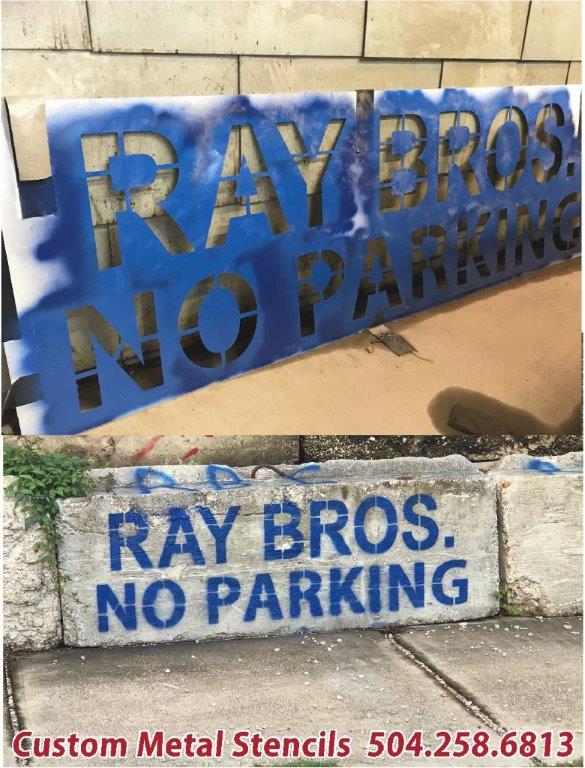 RAY BROS.
NO PARKING
RAY BROS.
NO PARKING
Custom Metal Stencils 504.258.6813